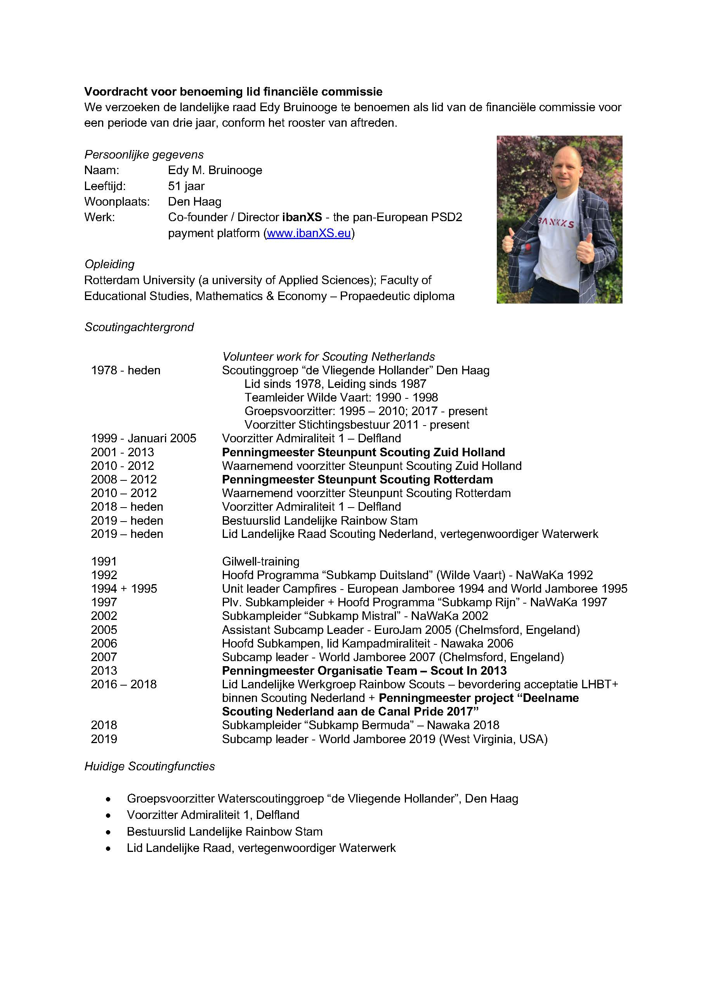 Voordracht voor benoeming lid financiële commissie
We verzoeken de landelijke raad Edy Bruinooge te benoemen als lid van de financiële commissie voor
een periode van drie jaar, conform het rooster van aftreden.
Persoonlijke gegevens
Naam: Edy M. Bruinooge
Leeftijd: 51 jaar
Woonplaats: Den Haag
Werk: Co-founder / Director ibanXS - the pan-European PSD2
payment platform (www.ibanXS.eu)
Opleiding
Rotterdam University (a university of Applied Sciences); Faculty of
Educational Studies, Mathematics & Economy – Propaedeutic diploma
Scoutingachtergrond
Volunteer work for Scouting Netherlands
1978 - heden Scoutinggroep “de Vliegende Hollander” Den Haag
Lid sinds 1978, Leiding sinds 1987
Teamleider Wilde Vaart: 1990 - 1998
Groepsvoorzitter: 1995 – 2010; 2017 - present
Voorzitter Stichtingsbestuur 2011 - present
1999 - Januari 2005 Voorzitter Admiraliteit 1 – Delfland
2001 - 2013 Penningmeester Steunpunt Scouting Zuid Holland
2010 - 2012 Waarnemend voorzitter Steunpunt Scouting Zuid Holland
2008 – 2012 Penningmeester Steunpunt Scouting Rotterdam
2010 – 2012 Waarnemend voorzitter Steunpunt Scouting Rotterdam
2018 – heden Voorzitter Admiraliteit 1 – Delfland
2019 – heden Bestuurslid Landelijke Rainbow Stam
2019 – heden Lid Landelijke Raad Scouting Nederland, vertegenwoordiger Waterwerk
1991 Gilwell-training
1992 Hoofd Programma “Subkamp Duitsland” (Wilde Vaart) - NaWaKa 1992
1994 + 1995 Unit leader Campfires - European Jamboree 1994 and World Jamboree 1995
1997 Plv. Subkampleider + Hoofd Programma “Subkamp Rijn” - NaWaKa 1997
2002 Subkampleider “Subkamp Mistral” - NaWaKa 2002
2005 Assistant Subcamp Leader - EuroJam 2005 (Chelmsford, Engeland)
2006 Hoofd Subkampen, lid Kampadmiraliteit - Nawaka 2006
2007 Subcamp leader - World Jamboree 2007 (Chelmsford, Engeland)
2013 Penningmeester Organisatie Team – Scout In 2013
2016 – 2018 Lid Landelijke Werkgroep Rainbow Scouts – bevordering acceptatie LHBT+
binnen Scouting Nederland + Penningmeester project “Deelname
Scouting Nederland aan de Canal Pride 2017”
2018 Subkampleider “Subkamp Bermuda” – Nawaka 2018
2019 Subcamp leader - World Jamboree 2019 (West Virginia, USA)
Huidige Scoutingfuncties
• Groepsvoorzitter Waterscoutinggroep “de Vliegende Hollander”, Den Haag
• Voorzitter Admiraliteit 1, Delfland
• Bestuurslid Landelijke Rainbow Stam
• Lid Landelijke Raad, vertegenwoordiger Waterwerk